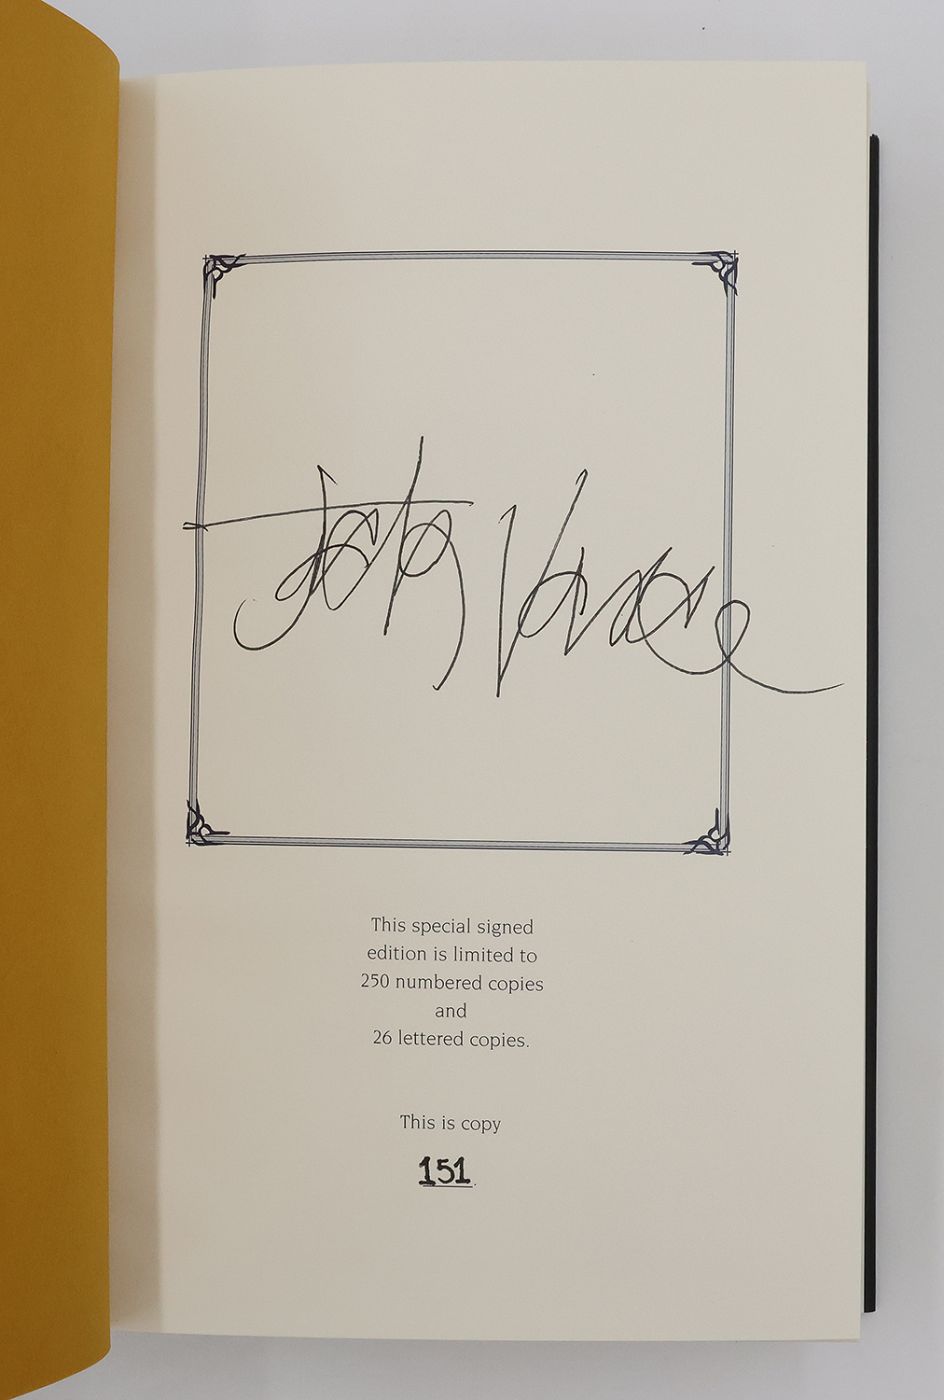 This special signed
edition is limited to
250 numbered copies
and
26 lettered copies.
This is copy
151.